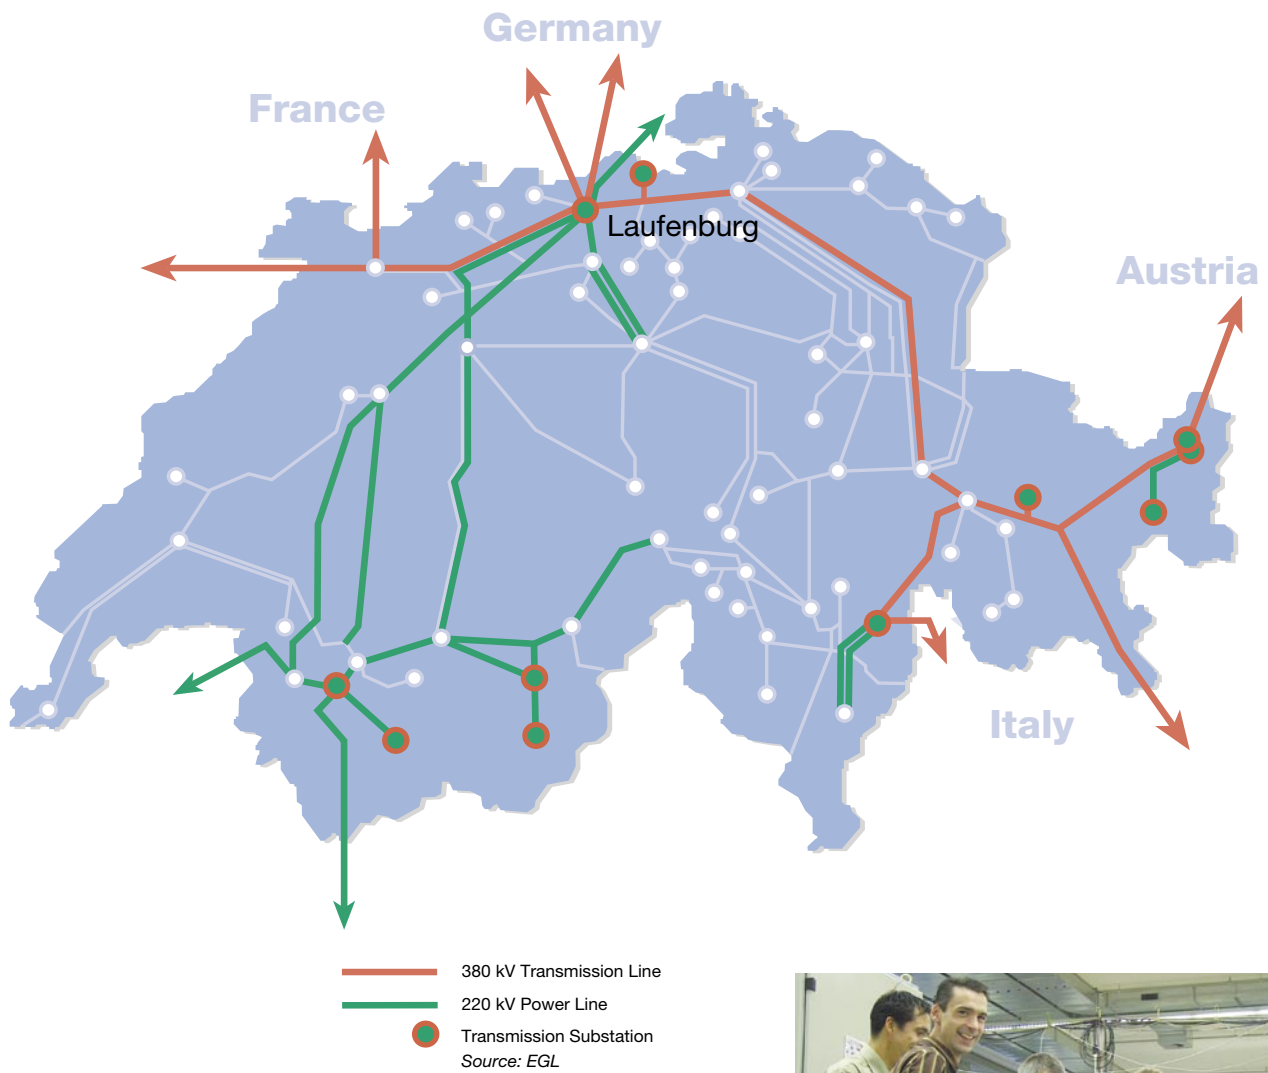 Germany
France
Laufenburg
Austria
Italy
380 kV Transmission Line
220 kV Power Line
Transmission Substation
Source: EGL